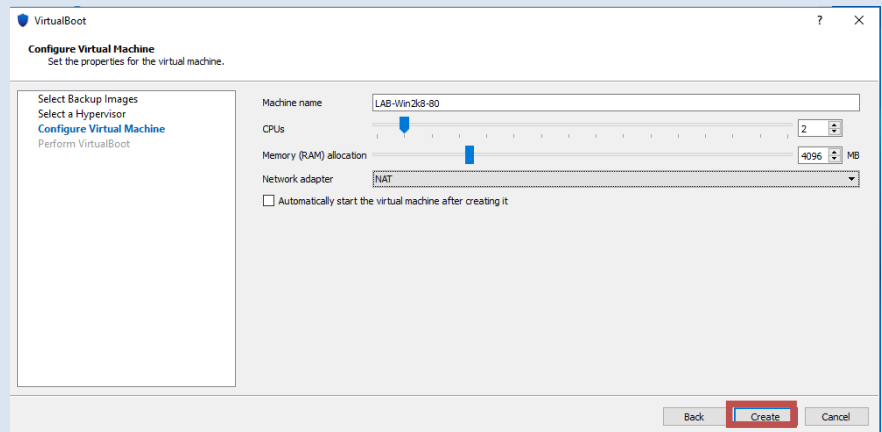 VirtualBoot
Configure Virtual Machine
Set the properties for the virtual machine.
Select Backup Images
Select a Hypervisor
Configure Virtual Machine
Perform VirtualBoot
Machine name LAB-Win2k8-80
CPUs 2
Memory (RAM) allocation 4096 MB
Network adapter NAT
Automatically start the virtual machine after creating it
Back Create Cancel